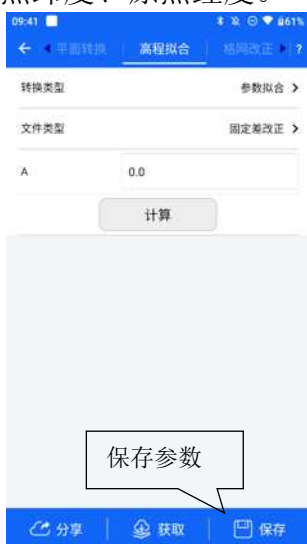 点纬度、原点经度。
09:41 61%
平面转换 高程拟合 格网改正 ?
转换类型 参数拟合
文件类型 固定差改正
A 0.0
计算
保存参数
分享 获取 保存